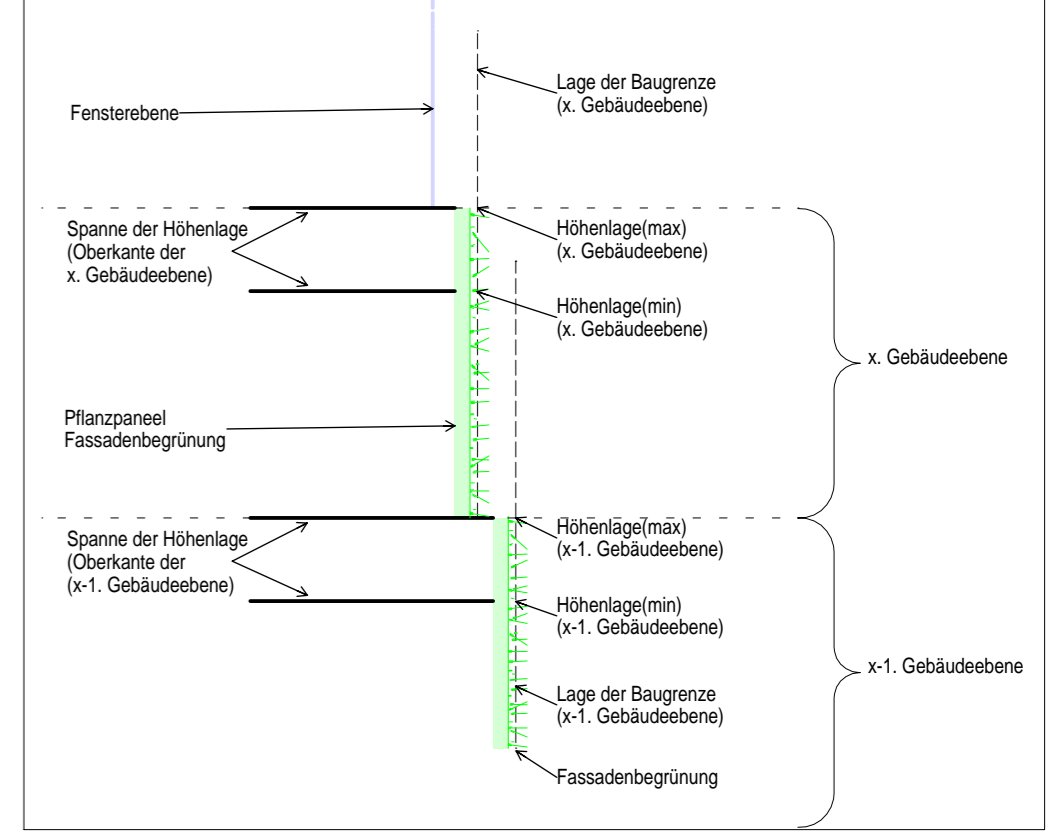 Lage der Baugrenze
(x. Gebäudeebene)
Fensterebene
Spanne der Höhenlage
(Oberkante der
x. Gebäudeebene)
Höhenlage(max)
(x. Gebäudeebene)
Höhenlage(min)
(x. Gebäudeebene)
x. Gebäudeebene
Pflanzpaneel
Fassadenbegrünung
Spanne der Höhenlage
(Oberkante der
(x-1. Gebäudeebene)
Höhenlage(max)
(x-1. Gebäudeebene)
Höhenlage(min)
(x-1. Gebäudeebene)
x-1. Gebäudeebene
Lage der Baugrenze
(x-1. Gebäudeebene)
Fassadenbegrünung